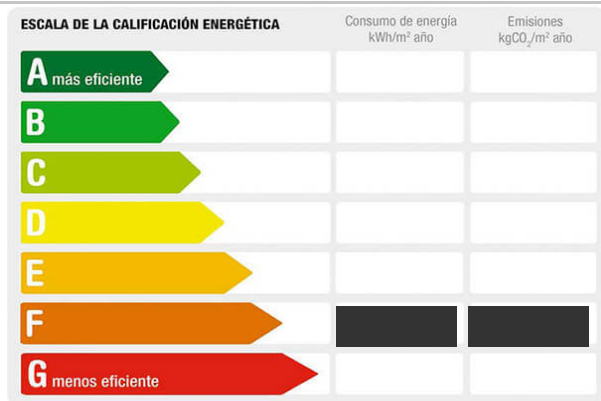 ESCALA DE LA CALIFICACIÓN ENERGÉTICA
Consumo de energía
kWh/m² año
Emisiones
kgCO₂/m² año
A más eficiente
B
C
D
E
F
G menos eficiente